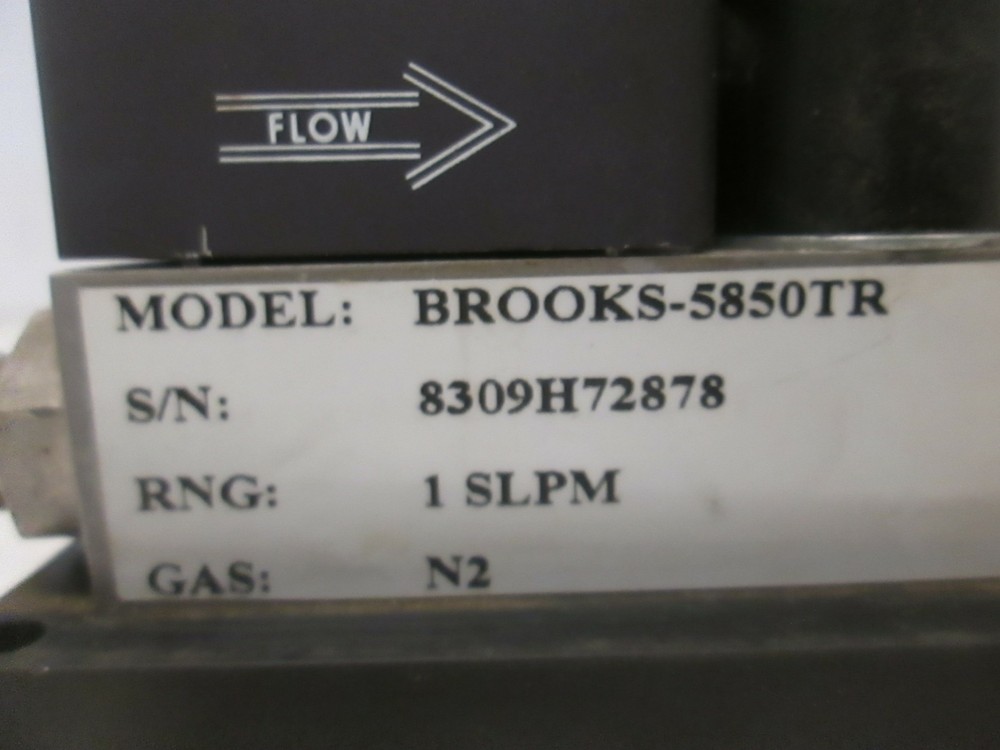 FLOW
MODEL: BROOKS-5850TR
S/N: 8309H72878
RNG: 1 SLPM
GAS: N2